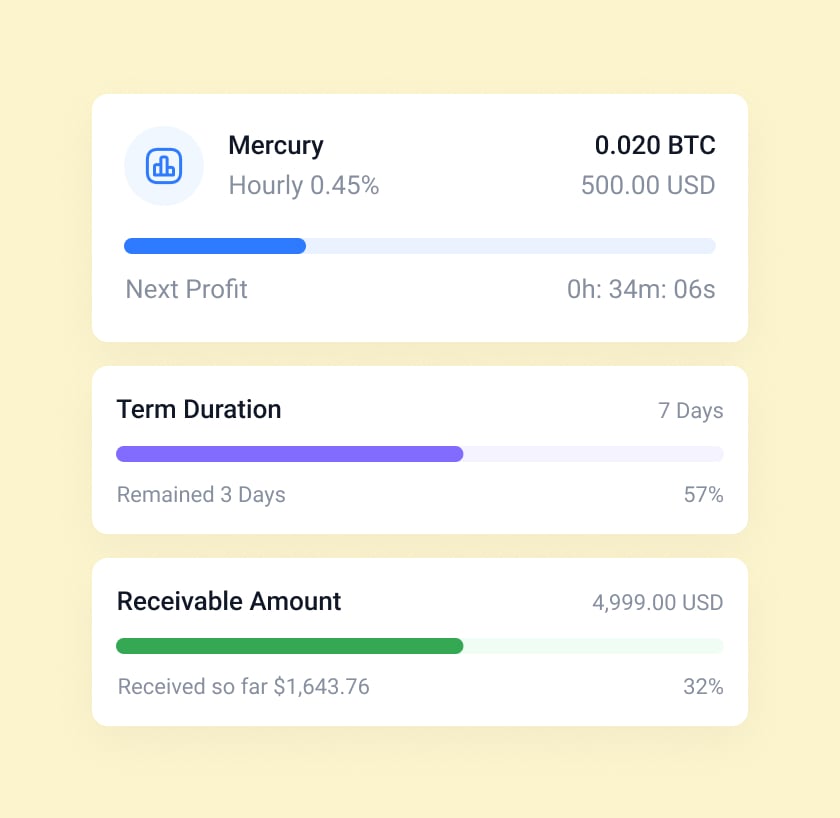 Mercury 0.020 BTC
Hourly 0.45% 500.00 USD
Next Profit 0h: 34m: 06s
Term Duration 7 Days
Remained 3 Days 57%
Receivable Amount 4,999.00 USD
Received so far $1,643.76 32%